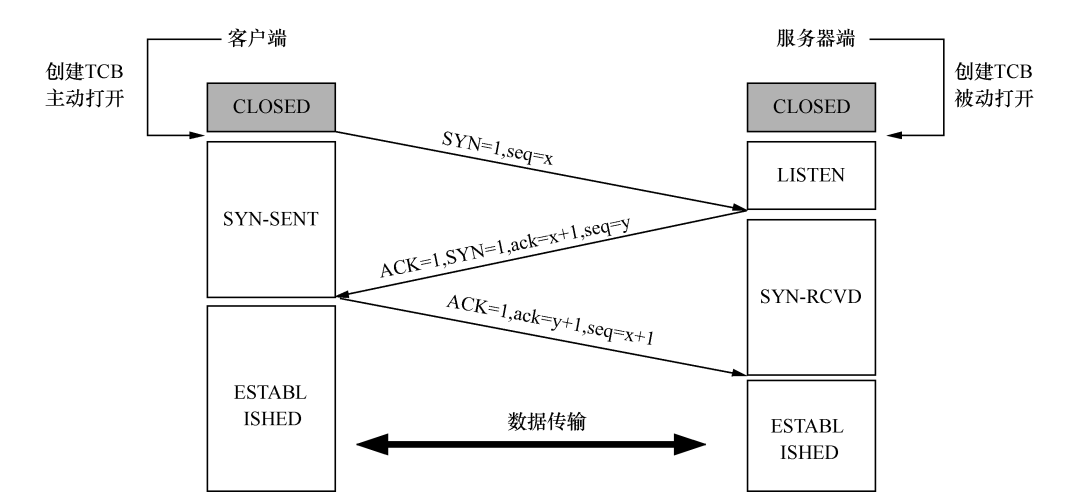 客户端
服务器端
创建TCB
主动打开
创建TCB
被动打开
CLOSED
CLOSED
SYN=1,seq=x
LISTEN
SYN-SENT
ACK=1,SYN=1,ack=x+1,seq=y
SYN-RCVD
ACK=1,ack=y+1,seq=x+1
ESTABL
ISHED
数据传输
ESTABL
ISHED